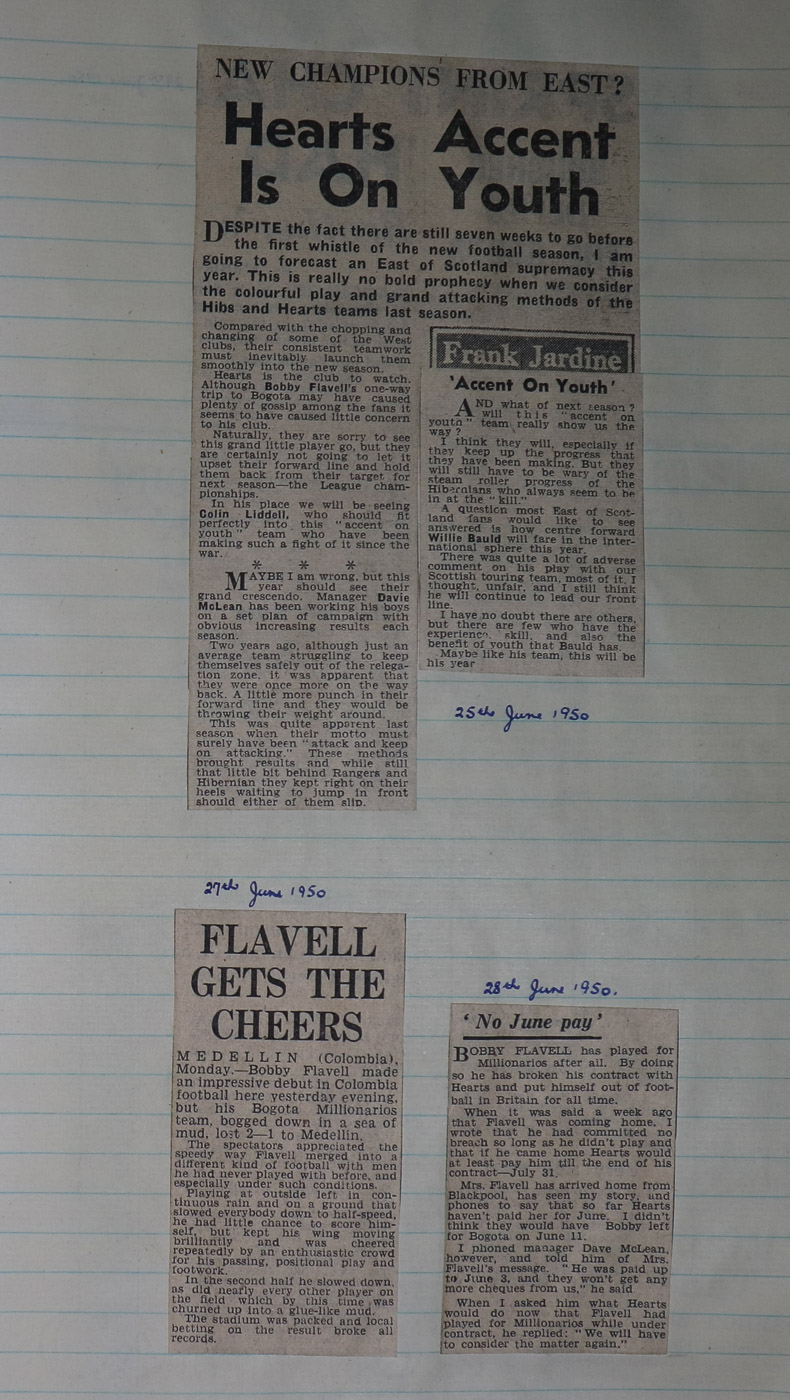 NEW CHAMPIONS FROM EAST?
Hearts Accent
Is On Youth
DESPITE the fact there are still seven weeks to go before
the first whistle of the new football season, I am
going to forecast an East of Scotland supremacy this
year. This is really no bold prophecy when we consider
the colourful play and grand attacking methods of the
Hibs and Hearts teams last season.
Compared with the chopping and
changing of some of the West
clubs, their consistent teamwork
must inevitably launch them
smoothly into the new season.
Hearts is the club to watch.
Although Bobby Flavell's one-way
trip to Bogota may have caused
plenty of gossip among the fans it
seems to have caused little concern
to his club.
Naturally, they are sorry to see
this grand little player go, but they
are certainly not going to let it
upset their forward line and hold
them back from their target for
next season—the League cham-
pionships.
In his place we will be seeing
Colin Liddell, who should fit
perfectly into this "accent on
youth" team who have been
making such a fight of it since the
war.
* * *
MAYBE I am wrong, but this
year should see their
grand crescendo. Manager Davie
McLean has been working his boys
on a set plan of campaign with
obvious increasing results each
season.
Two years ago, although just an
average team struggling to keep
themselves safely out of the relega-
tion zone, it was apparent that
they were once more on the way
back. A little more punch in their
forward line and they would be
throwing their weight around.
This was quite apparent last
season when their motto must
surely have been "attack and keep
on attacking." These methods
brought results and while still
that little bit behind Rangers and
Hibernian they kept right on their
heels waiting to jump in front
should either of them slip.
Frank Jardine
'Accent On Youth'
AND what of next season?
will this "accent on
youth" team really show us the
way?
I think they will, especially if
they keep up the progress that
they have been making. But they
will still have to be wary of the
steam roller progress of the
Hibernians who always seem to be
in at the "kill."
A question most East of Scot-
land fans would like to see
answered is how centre forward
Willie Bauld will fare in the inter-
national sphere this year.
There was quite a lot of adverse
comment on his play with our
Scottish touring team, most of it, I
thought, unfair, and I still think
he will continue to lead our front
line.
I have no doubt there are others,
but there are few who have the
experience, skill, and also the
benefit of youth that Bauld has.
Maybe like his team, this will be
his year
25th June 1950
27th June 1950
FLAVELL
GETS THE
CHEERS
MEDELLIN (Colombia),
Monday.—Bobby Flavell made
an impressive debut in Colombia
football here yesterday evening,
but his Bogota Millionarios
team, bogged down in a sea of
mud, lost 2—1 to Medellin.
The spectators appreciated the
speedy way Flavell merged into a
different kind of football with men
he had never played with before, and
especially under such conditions.
Playing at outside left in con-
tinuous rain and on a ground that
slowed everybody down to half-speed,
he had little chance to score him-
self, but kept his wing moving
brilliantly and was cheered
repeatedly by an enthusiastic crowd
for his passing, positional play and
footwork.
In the second half he slowed down,
as did nearly every other player on
the field which by this time was
churned up into a glue-like mud.
The stadium was packed and local
betting on the result broke all
records.
28th June 1950.
'No June pay'
BOBBY FLAVELL has played for
Millionarios after all. By doing
so he has broken his contract with
Hearts and put himself out of foot-
ball in Britain for all time.
When it was said a week ago
that Flavell was coming home, I
wrote that he had committed no
breach so long as he didn't play and
that if he came home Hearts would
at least pay him till the end of his
contract—July 31.
Mrs. Flavell has arrived home from
Blackpool, has seen my story, and
phones to say that so far Hearts
haven't paid her for June. I didn't
think they would have Bobby left
for Bogota on June 11.
I phoned manager Dave McLean,
however, and told him of Mrs.
Flavell's message. "He was paid up
to June 3, and they won't get any
more cheques from us," he said
When I asked him what Hearts
would do now that Flavell had
played for Millionarios while under
contract, he replied: "We will have
to consider the matter again."